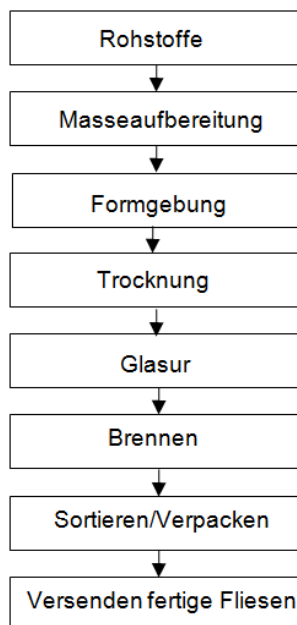 Rohstoffe
Masseaufbereitung
Formgebung
Trocknung
Glasur
Brennen
Sortieren/Verpacken
Versenden fertige Fliesen